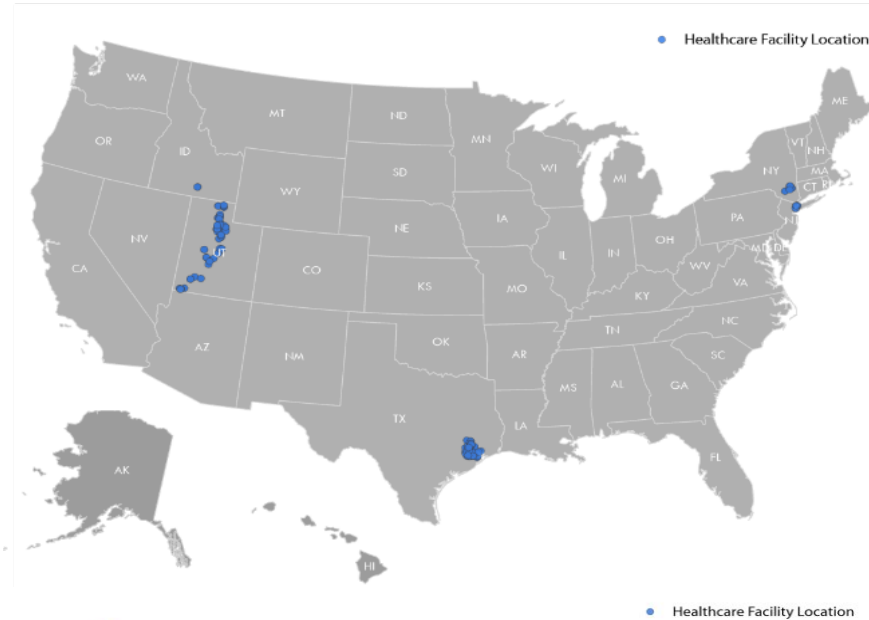 Healthcare Facility Location
WA
ME
MT
ND
OR
MN
VT
NH
ID
WI
NY
MA
SD
MI
CT
RI
WY
IA
PA
NE
NJ
NV
OH
IL
IN
MD
DE
UT
CA
CO
WV
VA
KS
MO
KY
NC
TN
AZ
OK
NM
AR
SC
MS
AL
GA
TX
LA
FL
AK
HI
Healthcare Facility Location